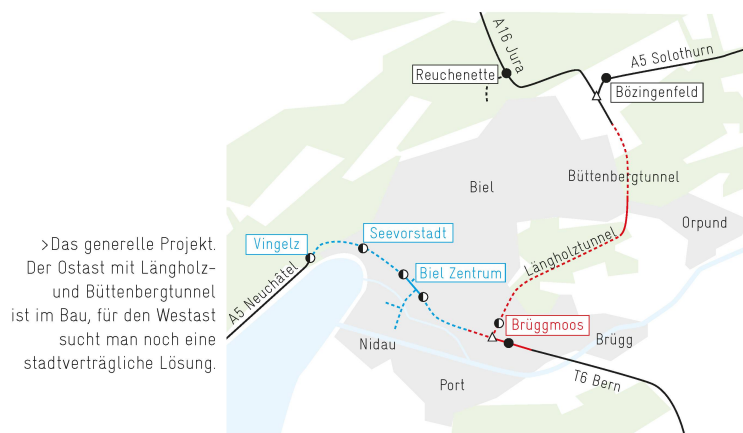 A16 Jura
A5 Solothurn
Reuchenette
Bözingenfeld
Biel
Büttenbergtunnel
Orpund
Seevorstadt
Vingelz
>Das generelle Projekt.
Der Ostast mit Längholz-
und Büttenbergtunnel
ist im Bau, für den Westast
sucht man noch eine
stadtverträgliche Lösung.
A5 Neuchâtel
Biel Zentrum
Längholztunnel
Brüggmoos
Nidau
Brügg
Port
T6 Bern